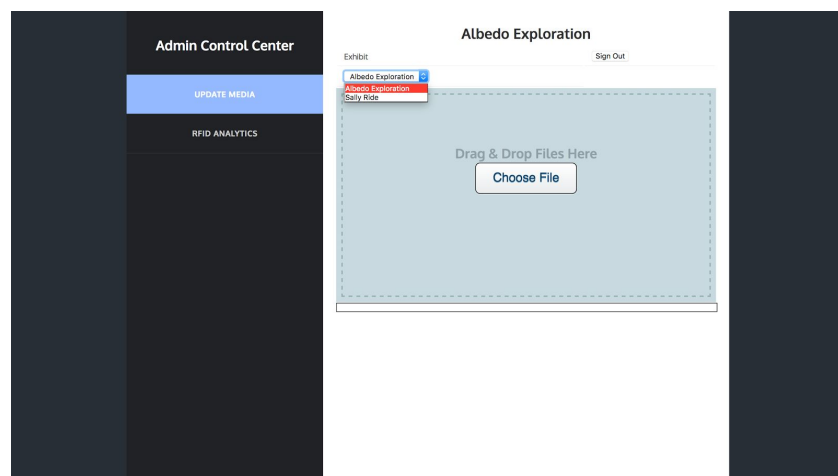 Admin Control Center
UPDATE MEDIA
RFID ANALYTICS
Albedo Exploration
Exhibit
Sign Out
Albedo Exploration
Albedo Exploration
Sally Ride
Drag & Drop Files Here
Choose File